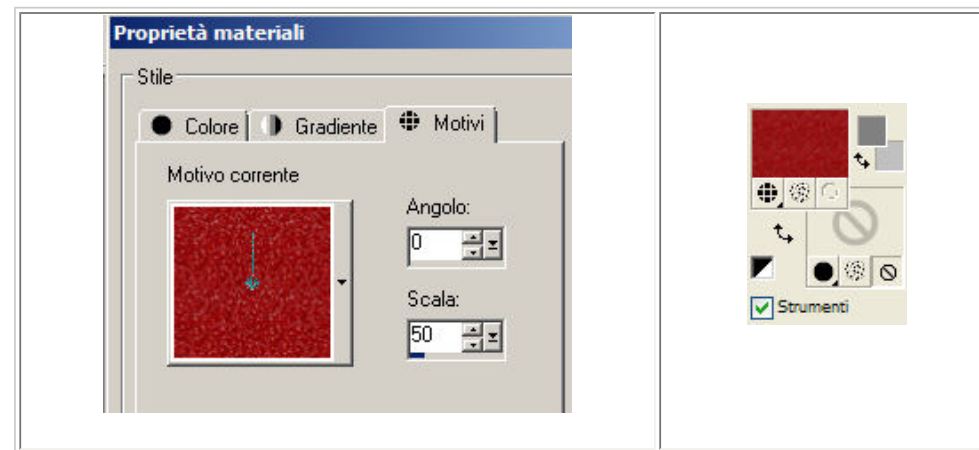 Proprietà materiali
Stile
Colore Gradiente Motivi
Motivo corrente
Angolo:
0
Scala:
50
Strumenti